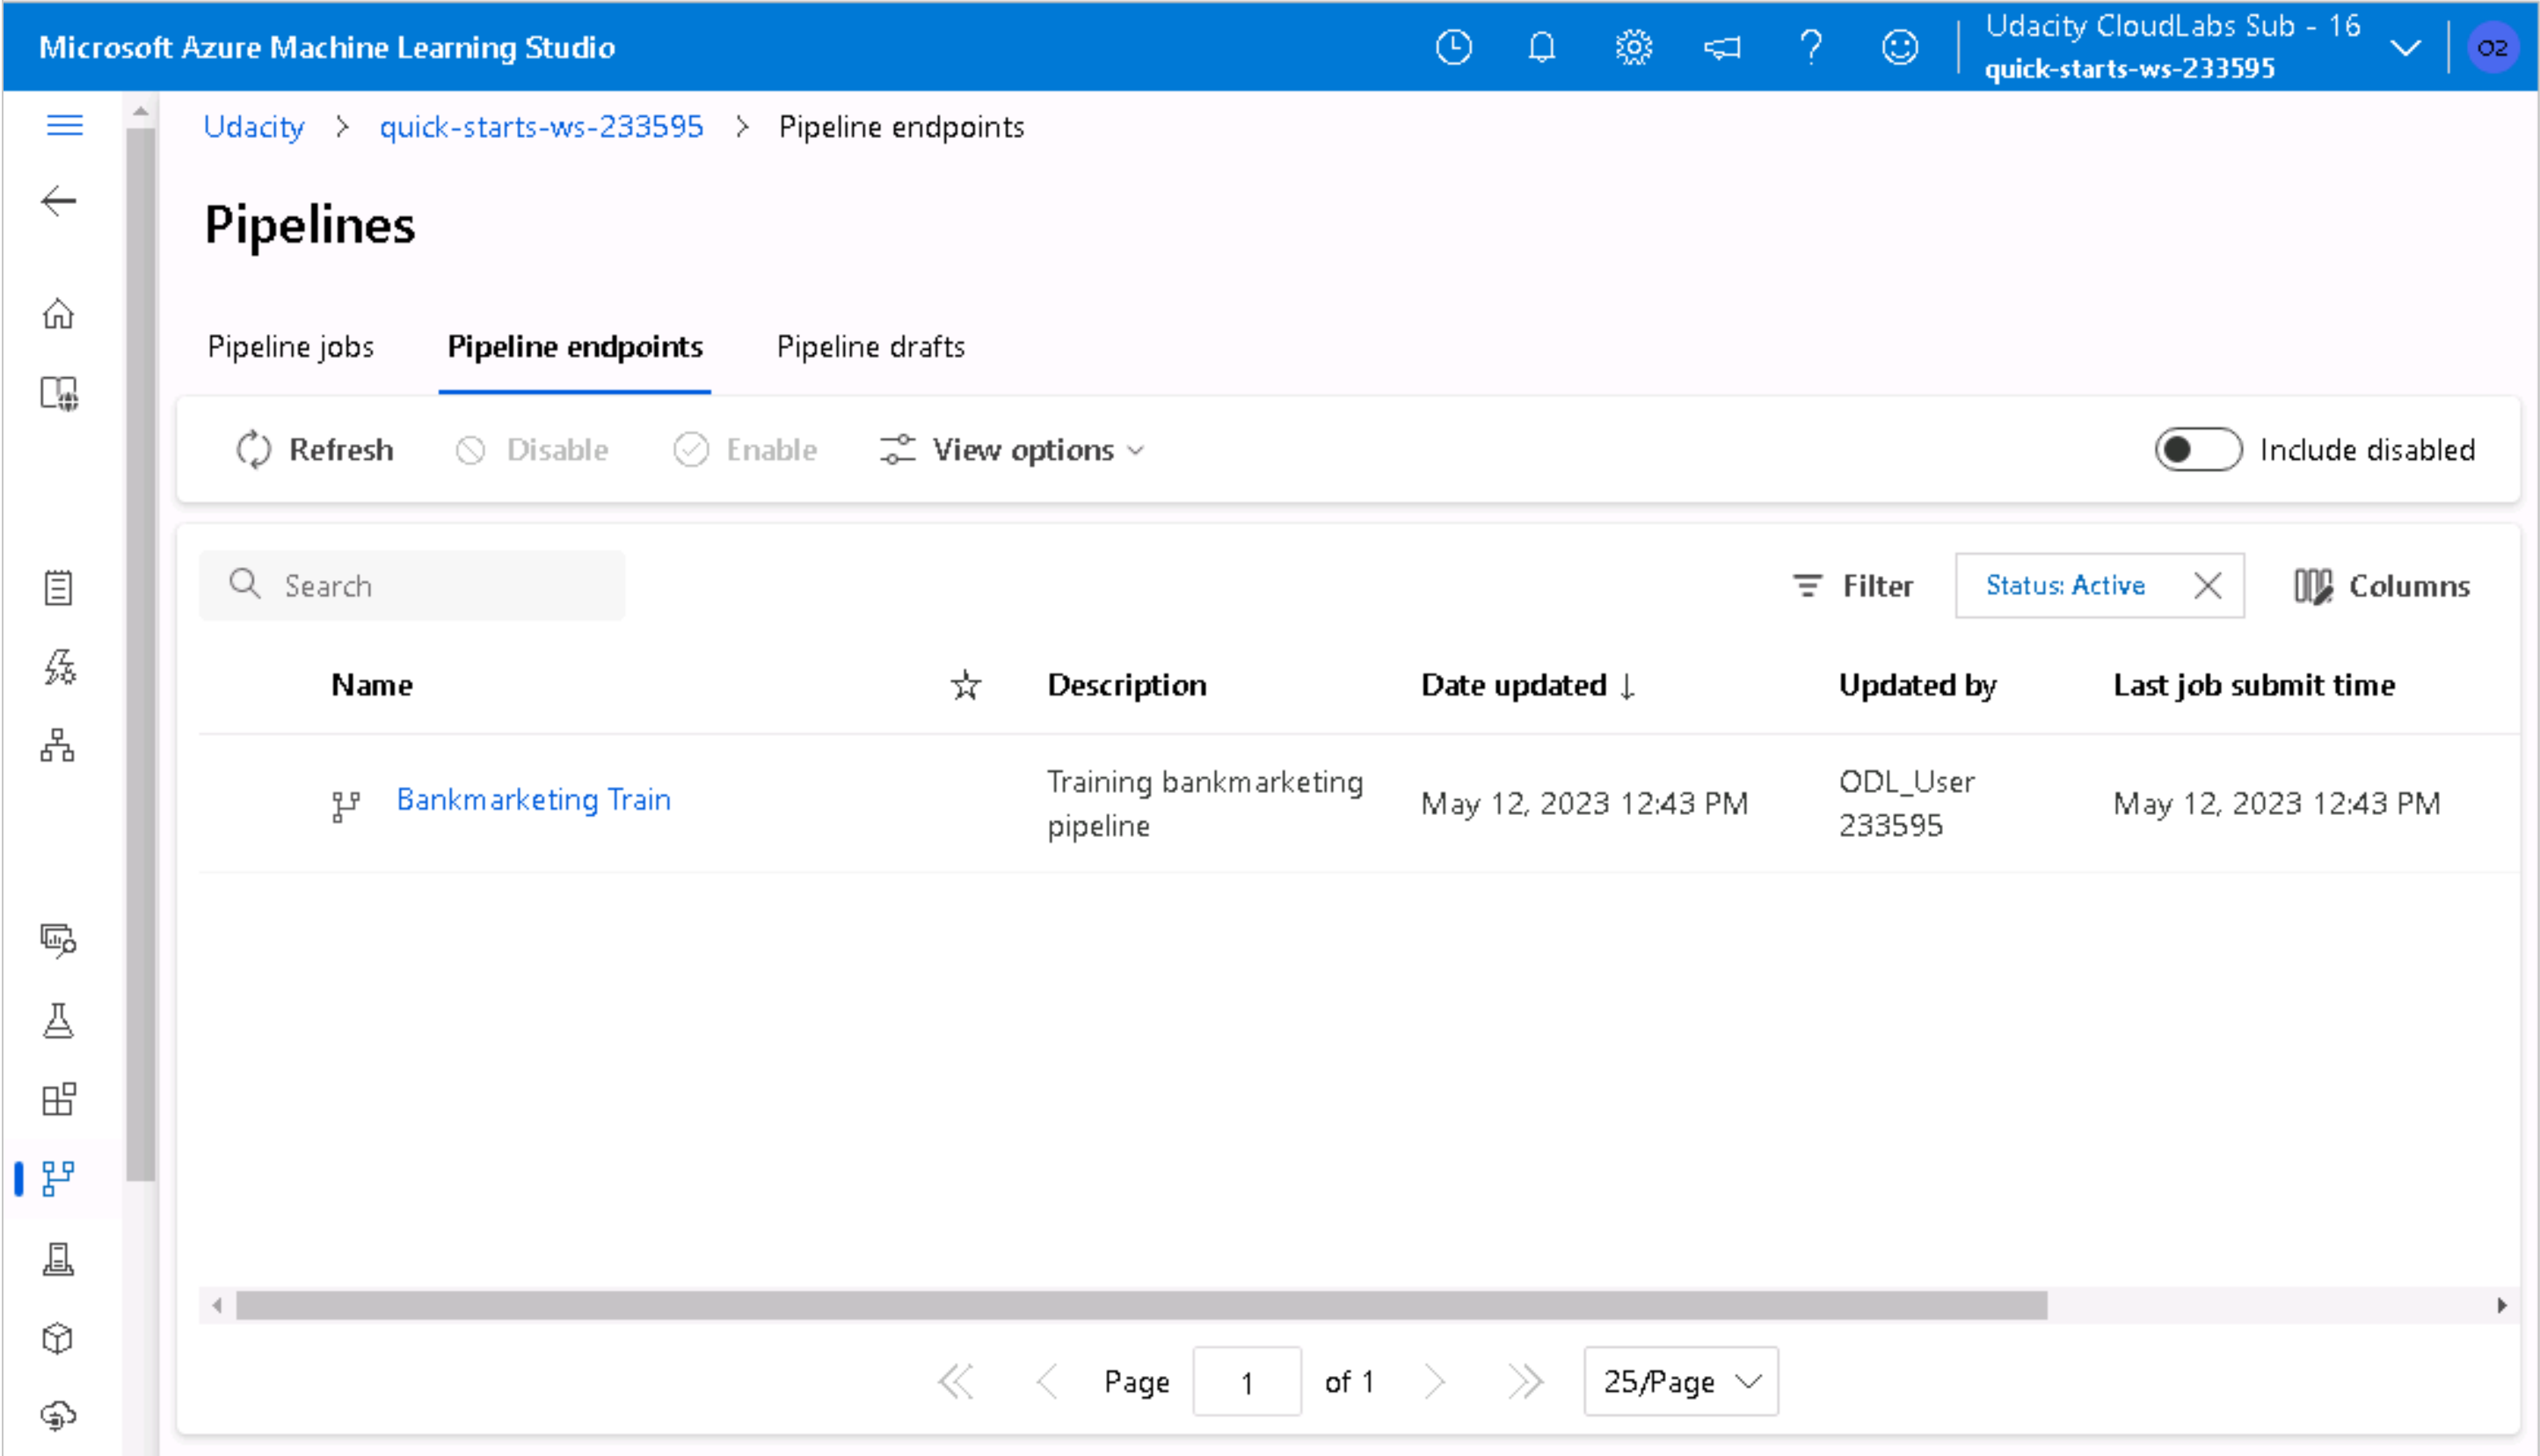 Microsoft Azure Machine Learning Studio
Udacity CloudLabs Sub - 16
quick-starts-ws-233595
O2
Udacity > quick-starts-ws-233595 > Pipeline endpoints
Pipelines
Pipeline jobs Pipeline endpoints Pipeline drafts
Refresh Disable Enable View options Include disabled
Search Filter Status: Active Columns
Name Description Date updated ↓ Updated by Last job submit time
Bankmarketing Train Training bankmarketing pipeline May 12, 2023 12:43 PM ODL_User 233595 May 12, 2023 12:43 PM
Page 1 of 1 25/Page